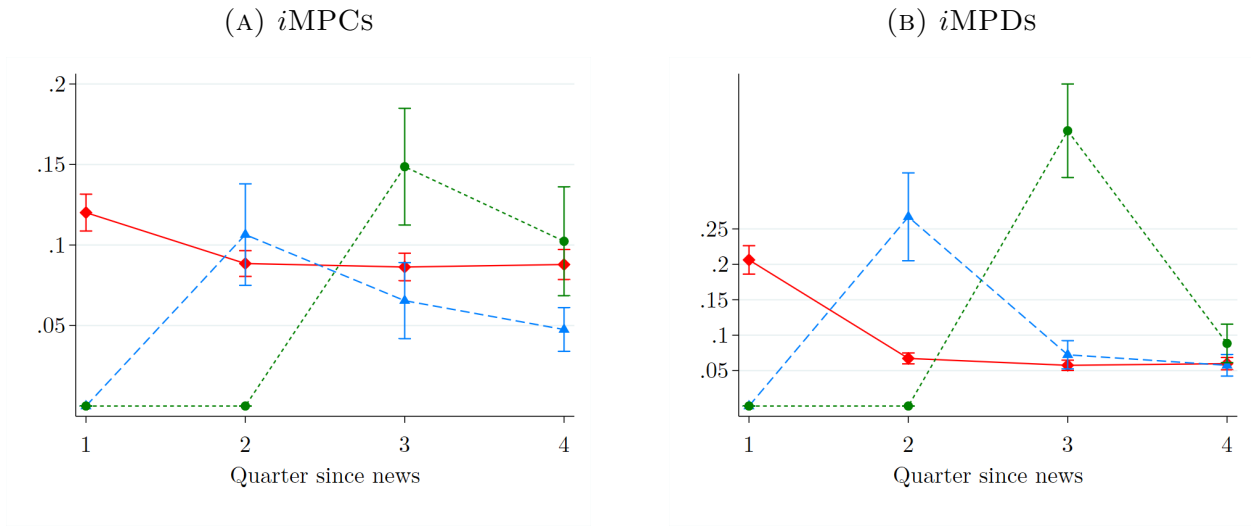 (A) iMPCs
.2
.15
.1
.05
1 2 3 4
Quarter since news
(B) iMPDs
.25
.2
.15
.1
.05
1 2 3 4
Quarter since news